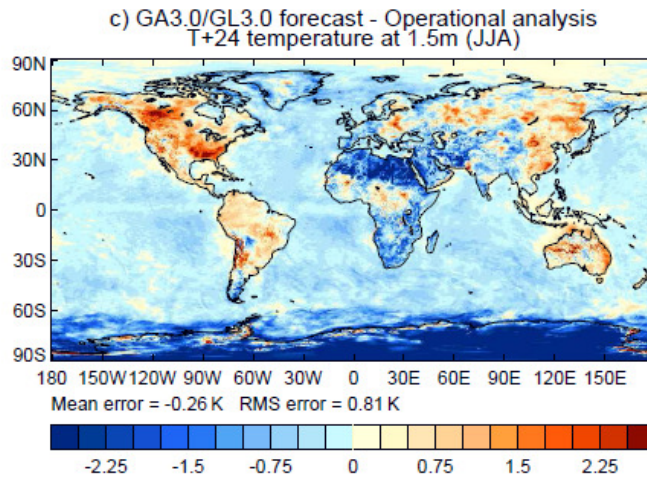 c) GA3.0/GL3.0 forecast - Operational analysis
T+24 temperature at 1.5m (JJA)
90N
60N
30N
0
30S
60S
90S
180 150W 120W 90W 60W 30W 0 30E 60E 90E 120E 150E
Mean error = -0.26 K RMS error = 0.81 K
-2.25 -1.5 -0.75 0 0.75 1.5 2.25